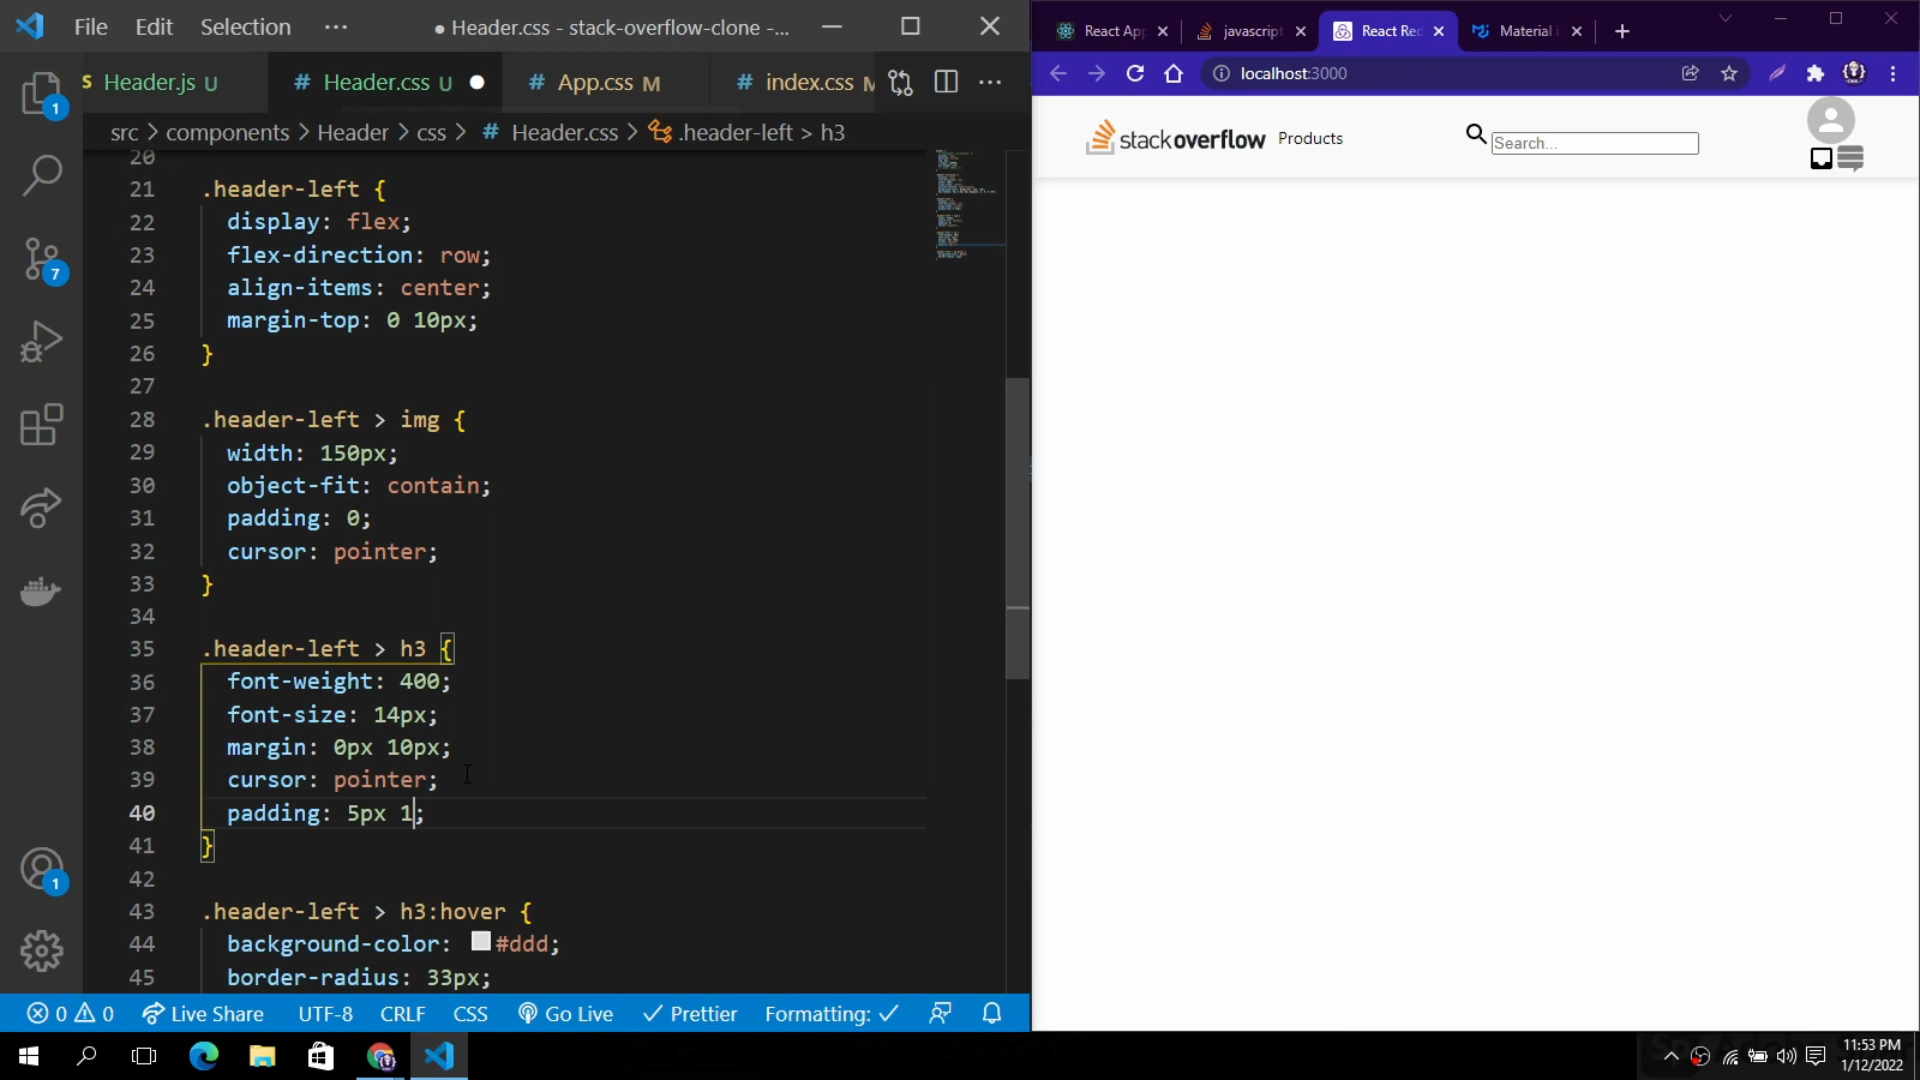 File Edit Selection ··· ● Header.css - stack-overflow-clone -...
Header.js U # Header.css U # App.css M # index.css M
src > components > Header > css > # Header.css > .header-left > h3
20
21 .header-left {
22 display: flex;
23 flex-direction: row;
24 align-items: center;
25 margin-top: 0 10px;
26 }
27
28 .header-left > img {
29 width: 150px;
30 object-fit: contain;
31 padding: 0;
32 cursor: pointer;
33 }
34
35 .header-left > h3 {
36 font-weight: 400;
37 font-size: 14px;
38 margin: 0px 10px;
39 cursor: pointer;
40 padding: 5px 1;
41 }
42
43 .header-left > h3:hover {
44 background-color: #ddd;
45 border-radius: 33px;
1
7
1
0 0 Live Share UTF-8 CRLF CSS Go Live Prettier Formatting: ✓
React App javascript React Red Material
localhost:3000
stackoverflow Products Search...
11:53 PM
1/12/2022